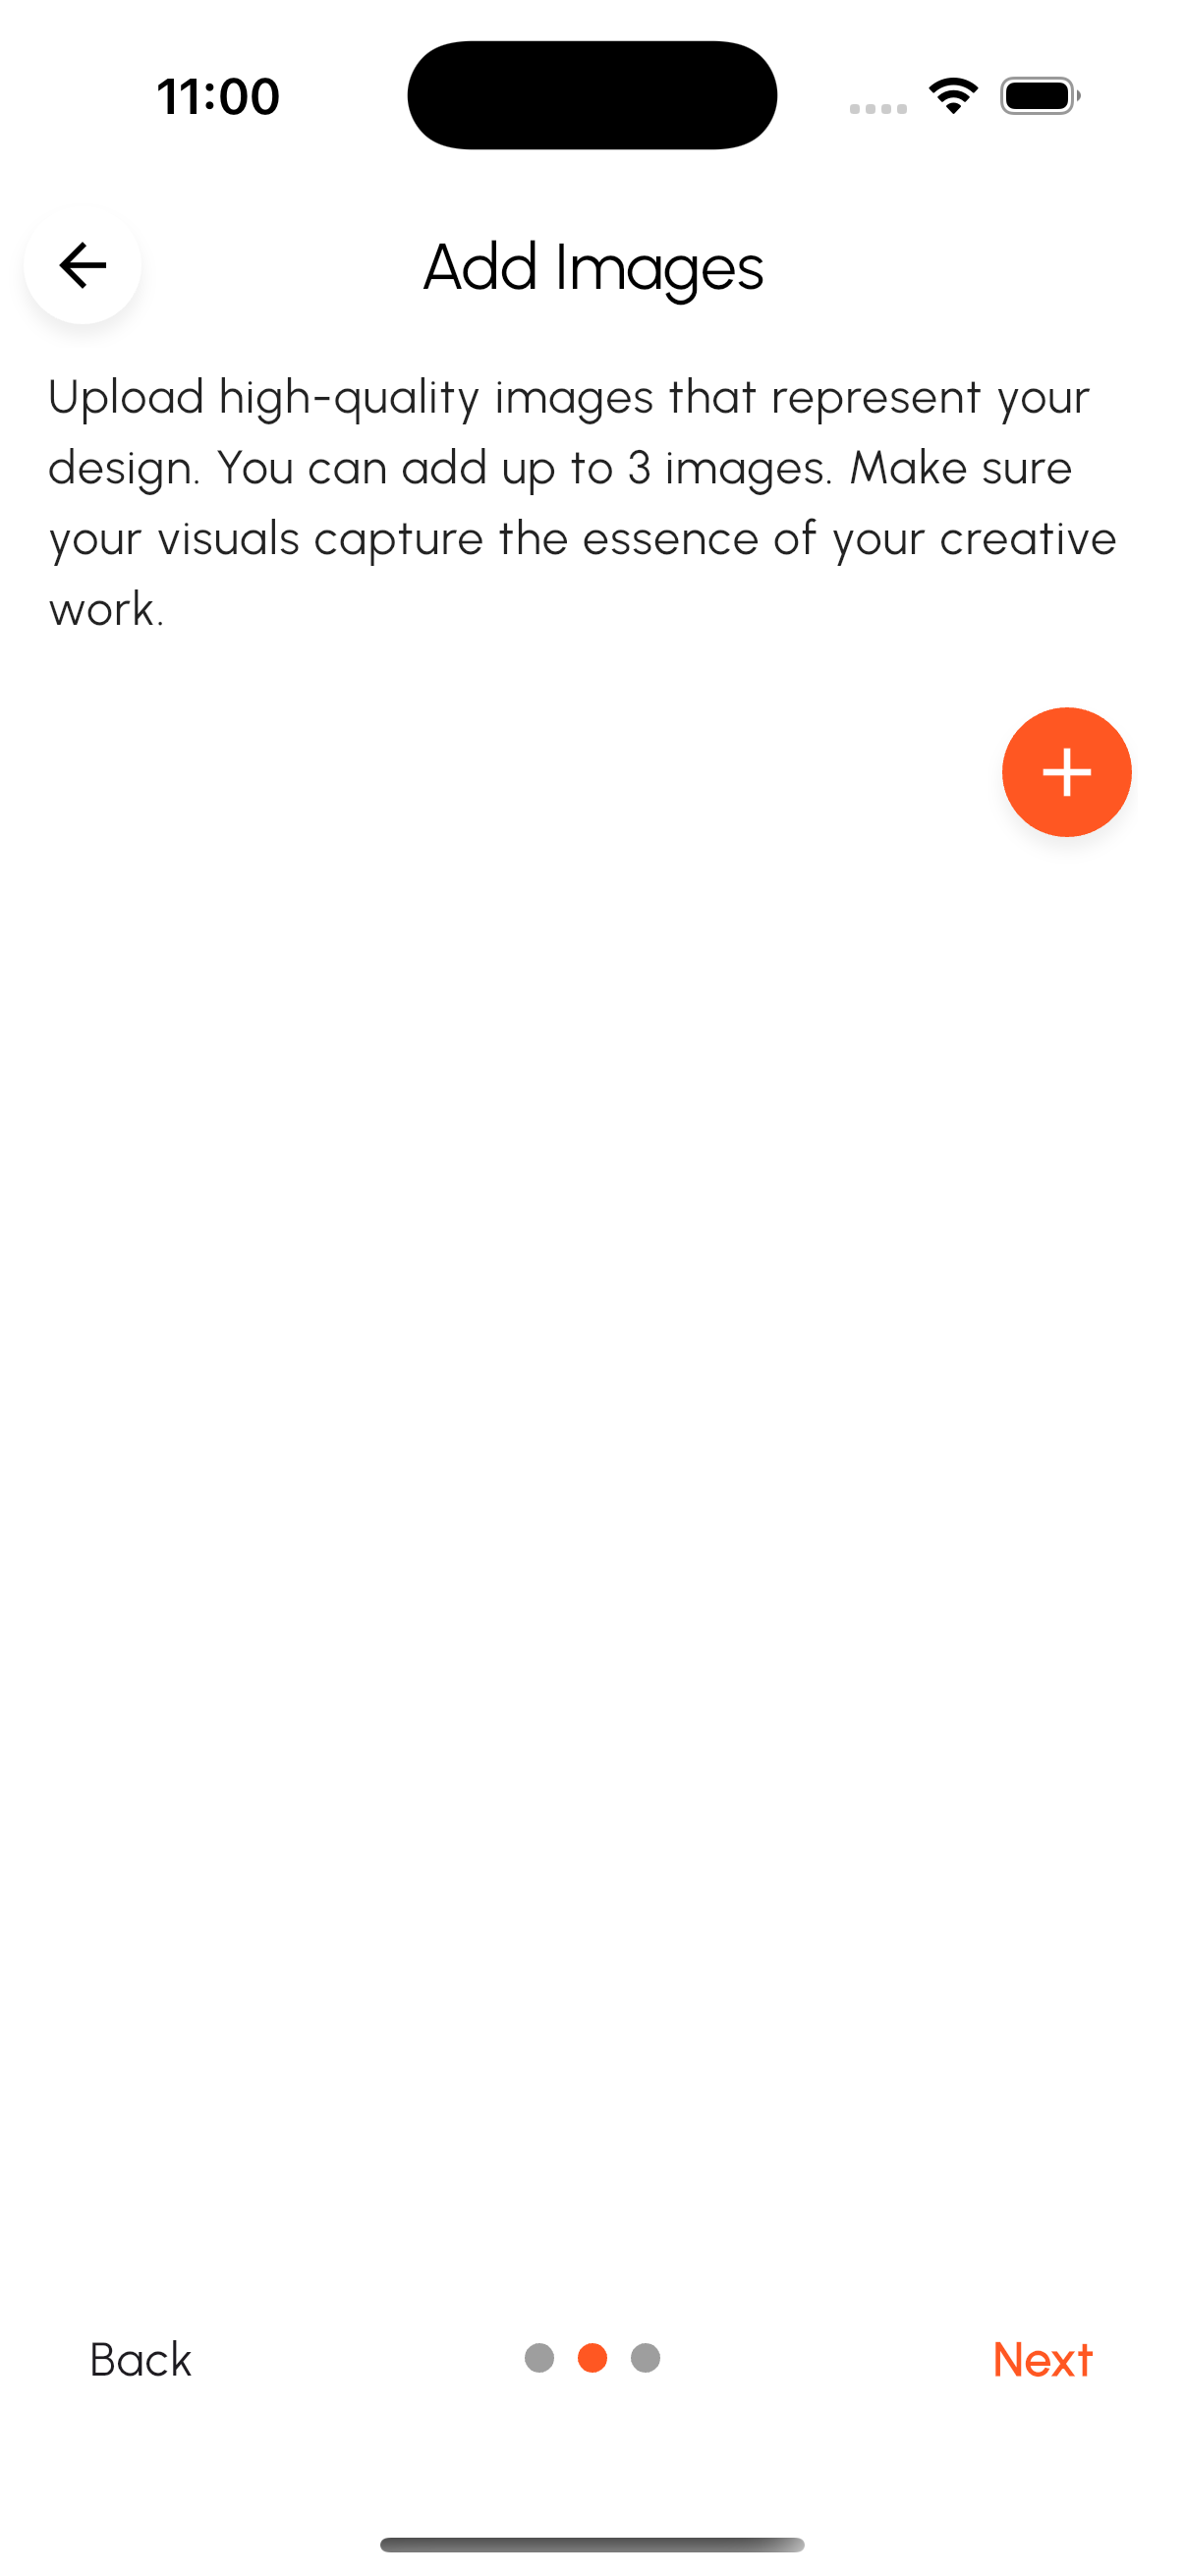 11:00
Add Images
Upload high-quality images that represent your
design. You can add up to 3 images. Make sure
your visuals capture the essence of your creative
work.
Back
Next